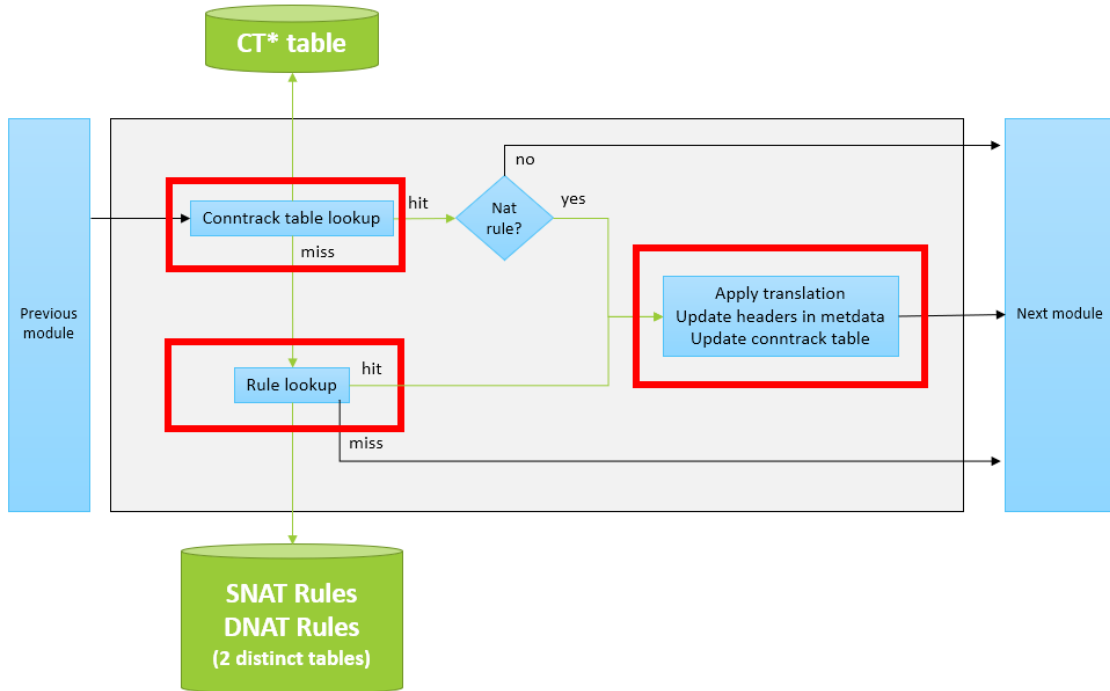 CT* table
no
hit
Nat
rule?
yes
Conntrack table lookup
miss
Previous
module
Apply translation
Update headers in metdata
Update conntrack table
Next module
Rule lookup
hit
miss
SNAT Rules
DNAT Rules
(2 distinct tables)